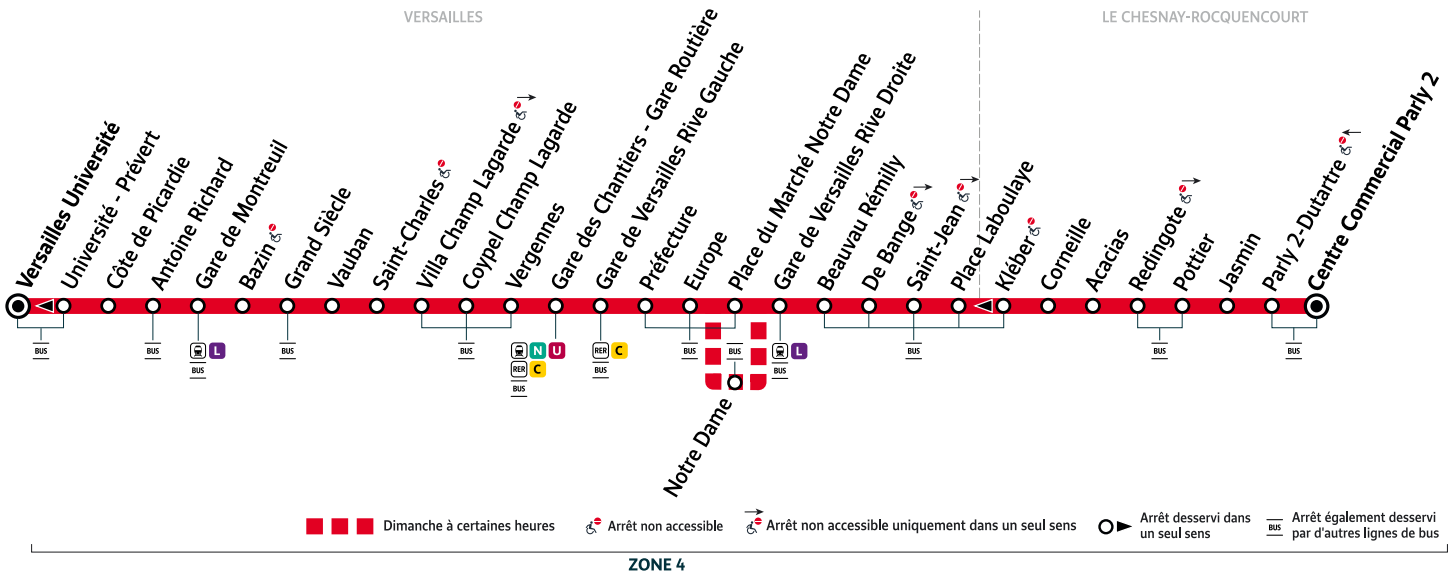 VERSAILLES
LE CHESNAY-ROCQUENCOURT
Versailles Université
Université - Prévert
Côte de Picardie
Antoine Richard
Gare de Montreuil
Bazin
Grand Siècle
Vauban
Saint-Charles
Villa Champ Lagarde
Coypel Champ Lagarde
Vergennes
Gare des Chantiers - Gare Routière
Gare de Versailles Rive Gauche
Préfecture
Europe
Place du Marché Notre Dame
Gare de Versailles Rive Droite
Beauvau Rémilly
De Bange
Saint-Jean
Place Laboulaye
Kléber
Corneille
Acacias
Redingote
Pottier
Jasmin
Parly 2-Dutartre
Centre Commercial Parly 2
BUS
BUS
L
BUS
BUS
BUS
N U
RER C
BUS
RER C
BUS
BUS
BUS
L
BUS
BUS
BUS
BUS
Notre Dame
Dimanche à certaines heures
Arrêt non accessible
Arrêt non accessible uniquement dans un seul sens
Arrêt desservi dans
un seul sens
BUS
Arrêt également desservi
par d'autres lignes de bus
ZONE 4